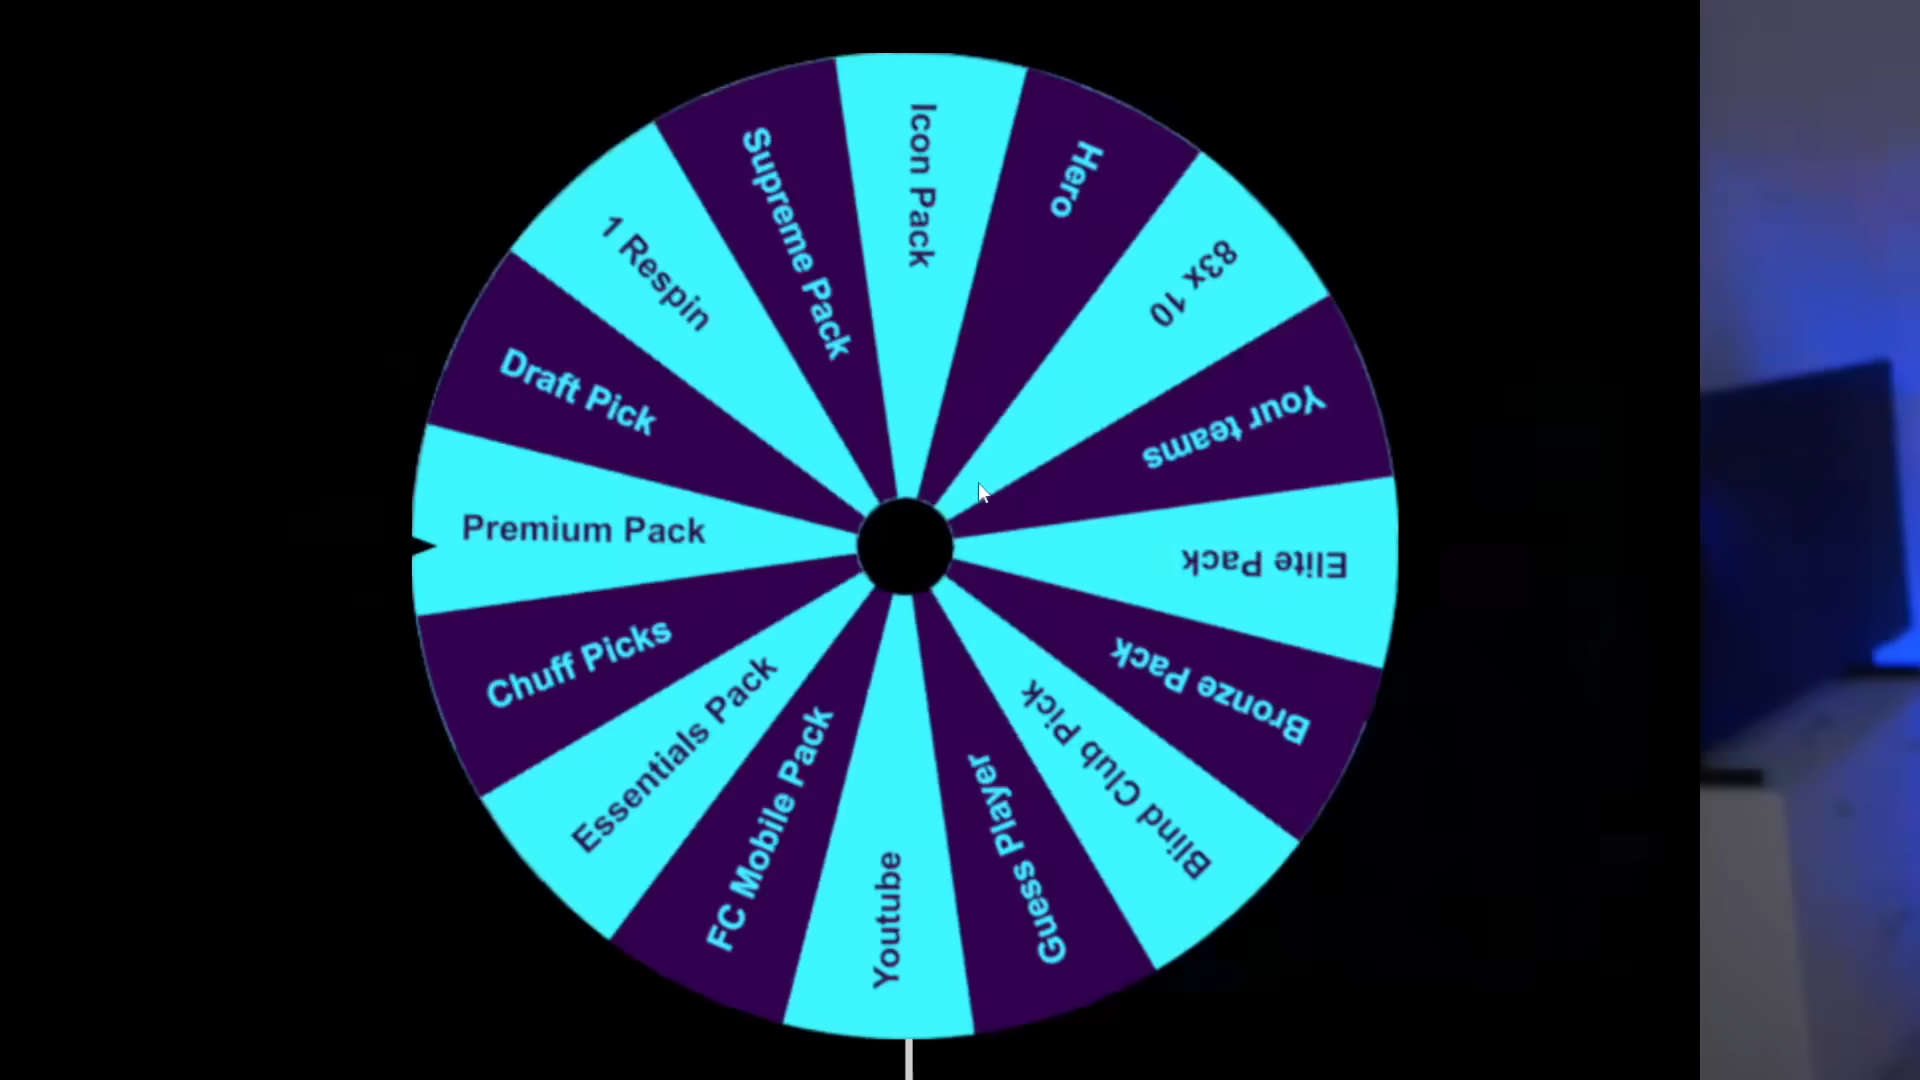 Icon Pack
Hero
83x 10
Your teams
Elite Pack
Bronze Pack
Blind Club Pick
Guess Player
Youtube
FC Mobile Pack
Essentials Pack
Chuff Picks
Premium Pack
Draft Pick
1 Respin
Supreme Pack